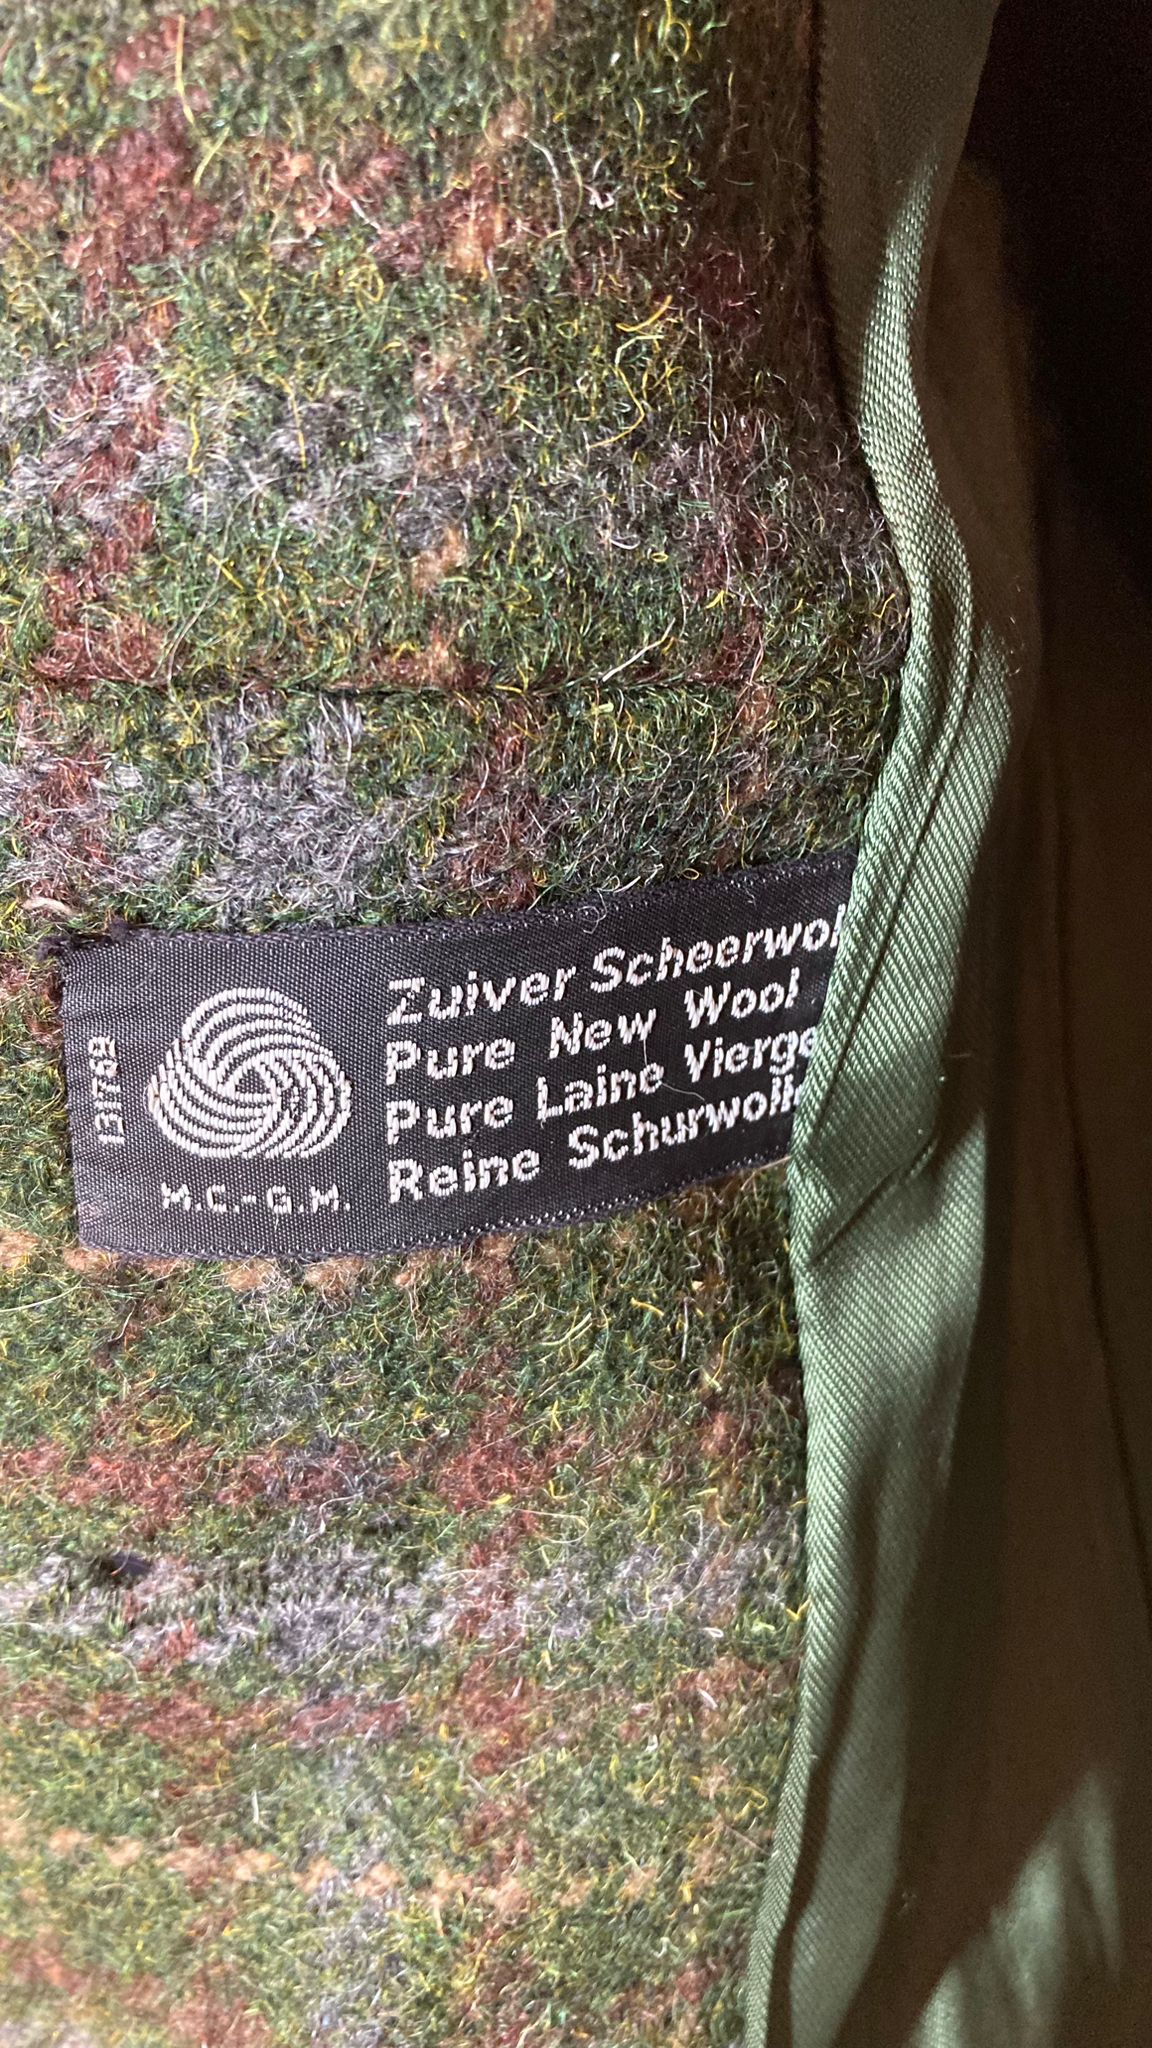 Zuiver Scheerwol
Pure New Wool
Pure Laine Vierge
Reine Schurwoll
M.C.-G.M.